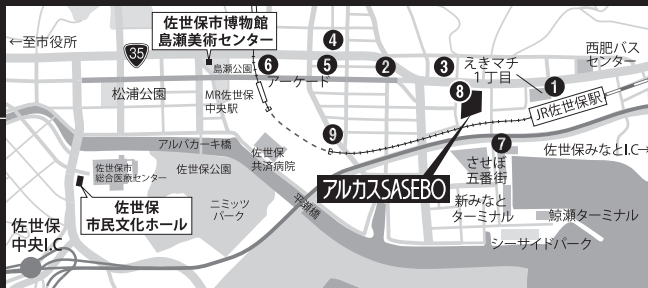 佐世保市博物館
島瀬美術センター
←至市役所
35
島瀬公園
松浦公園
MR佐世保
中央駅
アーケード
6
4
5
2
3
えきマチ
1丁目
8
1
西肥バス
センター
JR佐世保駅
9
7
アルバカーキ橋
佐世保公園
佐世保
共済病院
佐世保市
総合医療センター
佐世保
市民文化ホール
ニミッツ
パーク
平瀬橋
アルカスSASEBO
させぼ
五番街
佐世保みなとI.C→
新みなと
ターミナル
鯨瀬ターミナル
シーサイドパーク
佐世保
中央I.C